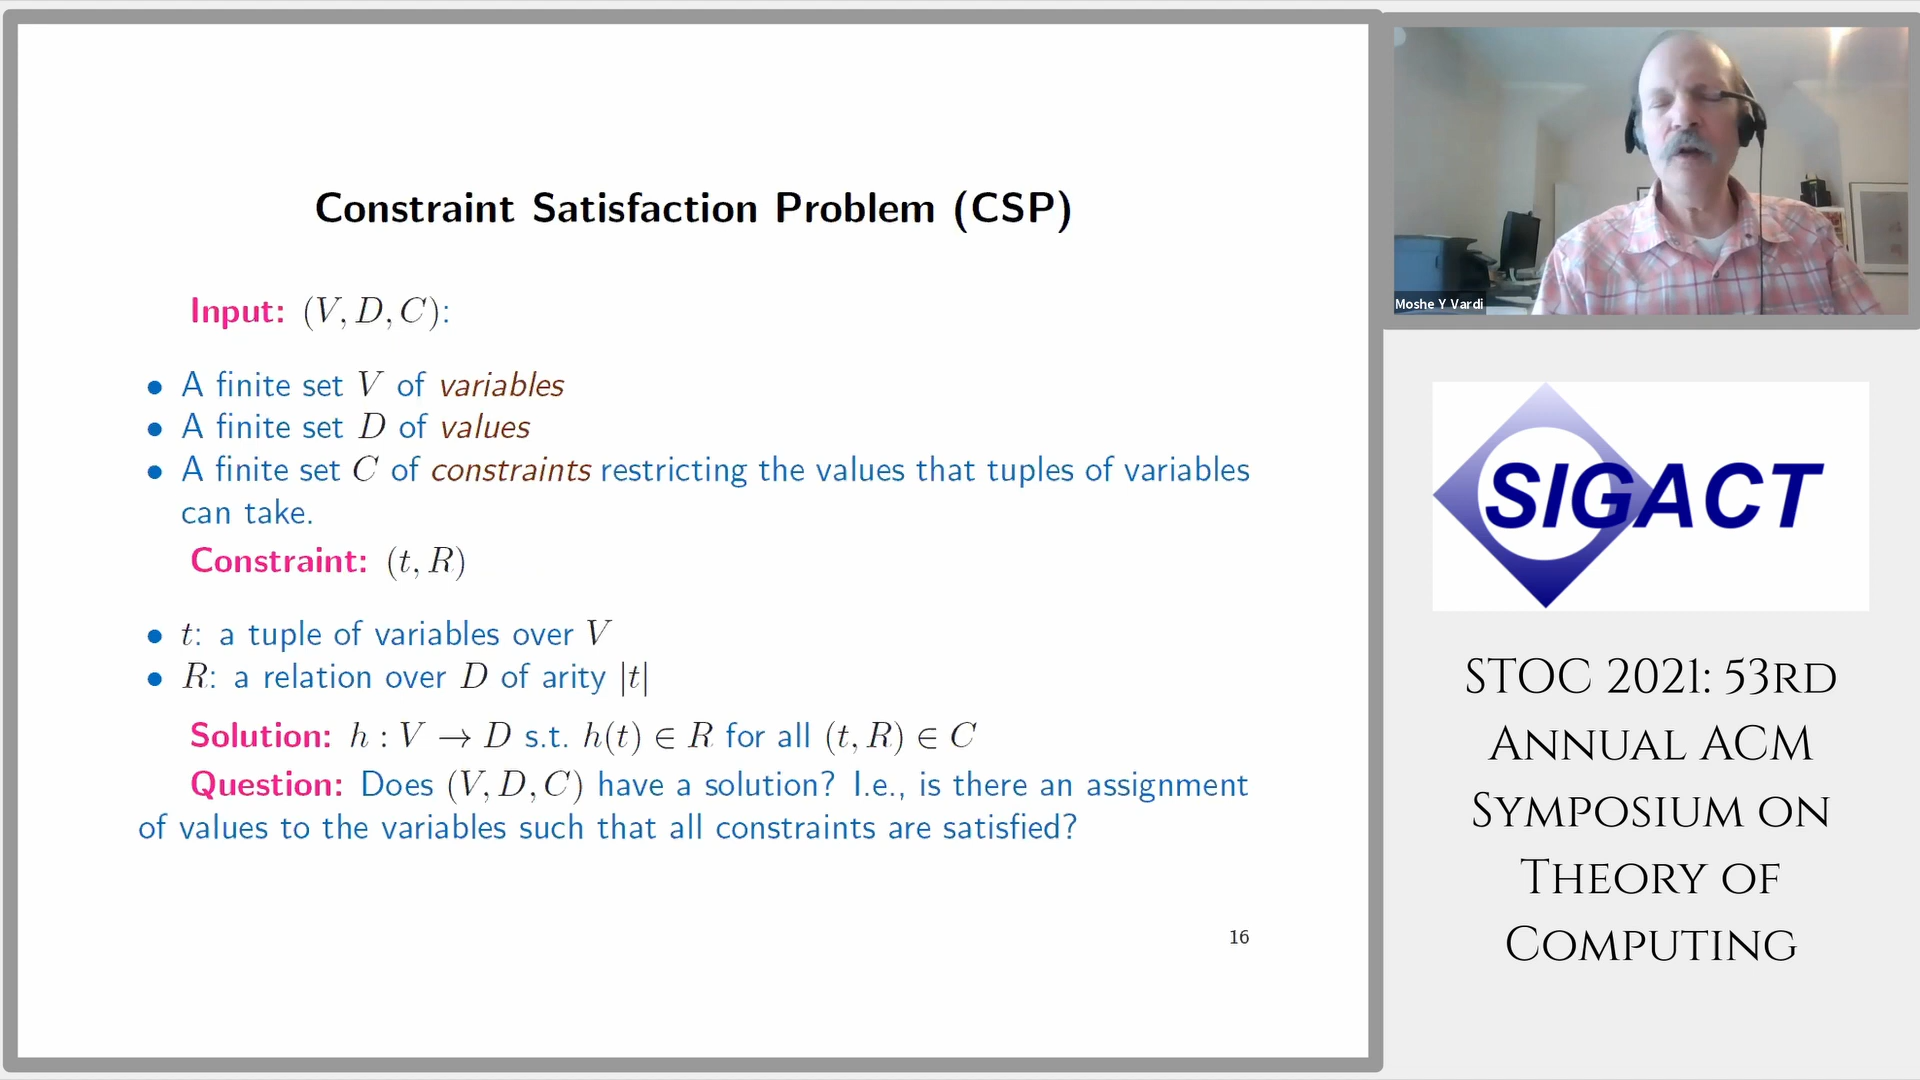 Constraint Satisfaction Problem (CSP)
Input: (V, D, C):
• A finite set V of variables
• A finite set D of values
• A finite set C of constraints restricting the values that tuples of variables
can take.
Constraint: (t, R)
• t: a tuple of variables over V
• R: a relation over D of arity |t|
Solution: h : V → D s.t. h(t) ∈ R for all (t, R) ∈ C
Question: Does (V, D, C) have a solution? I.e., is there an assignment
of values to the variables such that all constraints are satisfied?
16
Moshe Y Vardi
SIGACT
STOC 2021: 53rd
Annual ACM
Symposium on
Theory of
Computing